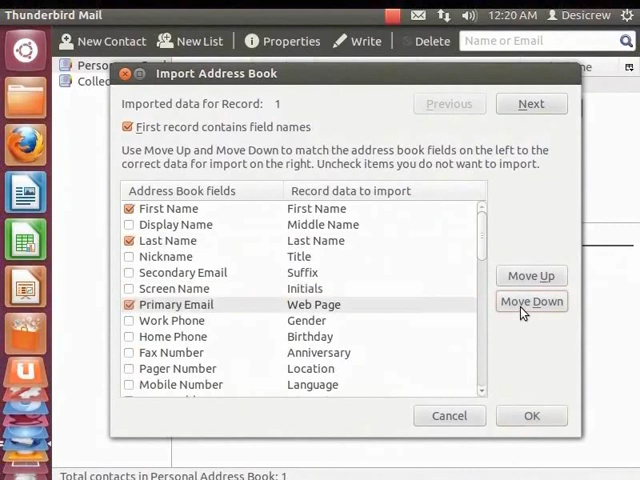 Thunderbird Mail
12:20 AM
Desicrew
New Contact
New List
Properties
Write
Delete
Name or Email
Import Address Book
Imported data for Record: 1
Previous
Next
First record contains field names
Use Move Up and Move Down to match the address book fields on the left to the
correct data for import on the right. Uncheck items you do not want to import.
Address Book fields Record data to import
First Name First Name
Display Name Middle Name
Last Name Last Name
Nickname Title
Secondary Email Suffix
Screen Name Initials
Primary Email Web Page
Work Phone Gender
Home Phone Birthday
Fax Number Anniversary
Pager Number Location
Mobile Number Language
Move Up
Move Down
Cancel
OK
Total contacts in Personal Address Book: 1